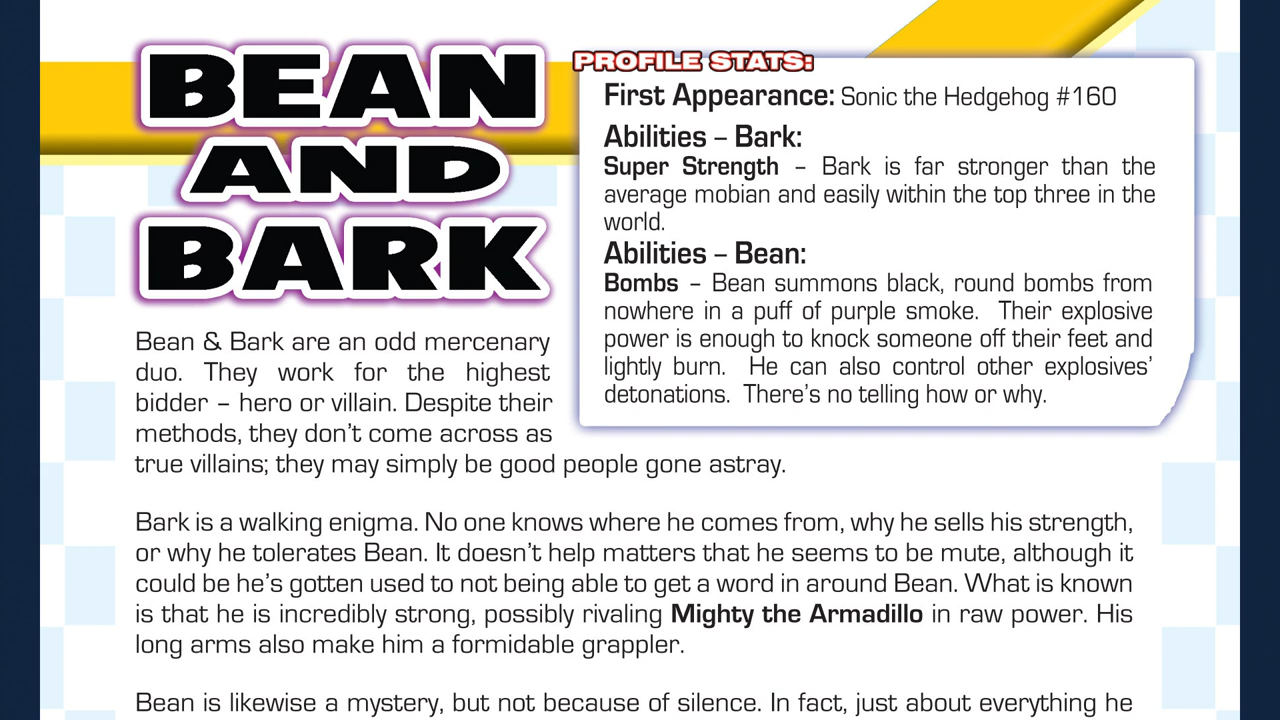 BEAN
AND
BARK
PROFILE STATS:
First Appearance: Sonic the Hedgehog #160
Abilities – Bark:
Super Strength – Bark is far stronger than the
average mobian and easily within the top three in the
world.
Abilities – Bean:
Bombs – Bean summons black, round bombs from
nowhere in a puff of purple smoke. Their explosive
power is enough to knock someone off their feet and
lightly burn. He can also control other explosives’
detonations. There’s no telling how or why.
Bean & Bark are an odd mercenary
duo. They work for the highest
bidder – hero or villain. Despite their
methods, they don’t come across as
true villains; they may simply be good people gone astray.
Bark is a walking enigma. No one knows where he comes from, why he sells his strength,
or why he tolerates Bean. It doesn’t help matters that he seems to be mute, although it
could be he’s gotten used to not being able to get a word in around Bean. What is known
is that he is incredibly strong, possibly rivaling Mighty the Armadillo in raw power. His
long arms also make him a formidable grappler.
Bean is likewise a mystery, but not because of silence. In fact, just about everything he